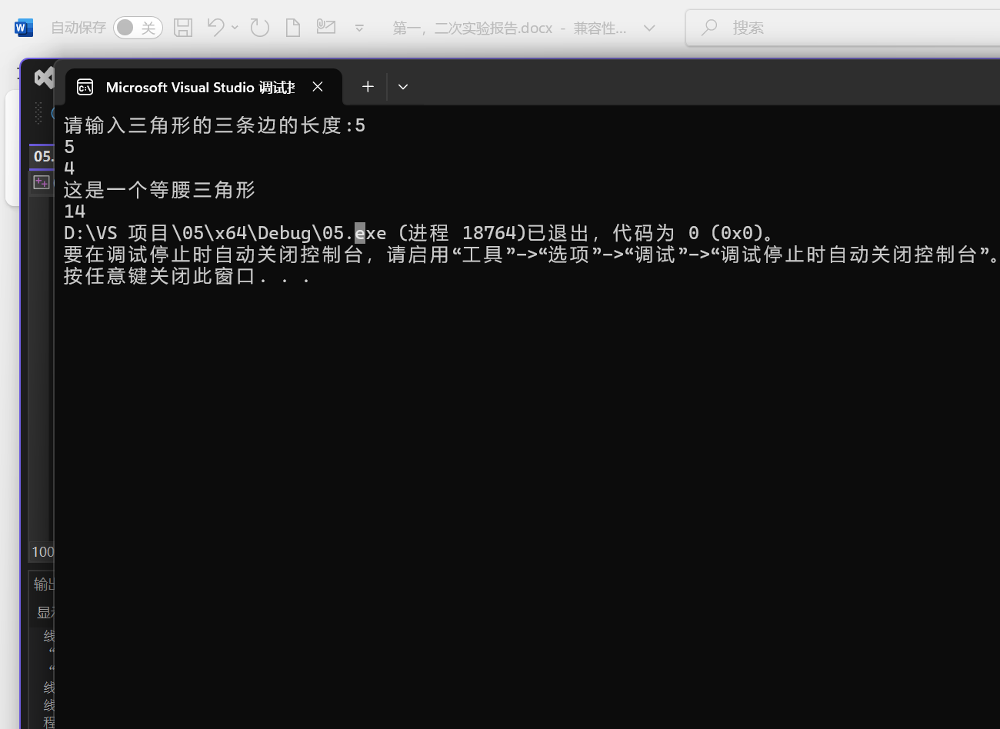 自动保存 关 第一，二次实验报告.docx - 兼容性... 搜索
Microsoft Visual Studio 调试
请输入三角形的三条边的长度:5
5
4
这是一个等腰三角形
14
D:\VS 项目\05\x64\Debug\05.exe (进程 18764)已退出，代码为 0 (0x0)。
要在调试停止时自动关闭控制台，请启用“工具”->“选项”->“调试”->“调试停止时自动关闭控制台”。
按任意键关闭此窗口. . .
05.
100
输出
显示
线
“
“
线
线
程